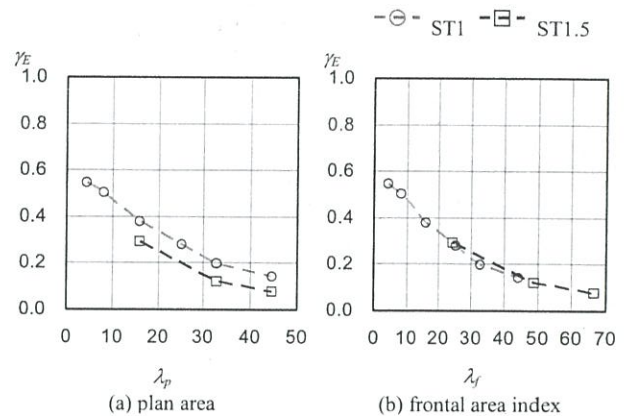 ST1 ST1.5
γE γE
1.0 1.0
0.8 0.8
0.6 0.6
0.4 0.4
0.2 0.2
0.0 0.0
0 10 20 30 40 50 0 10 20 30 40 50 60 70
λp λf
(a) plan area (b) frontal area index